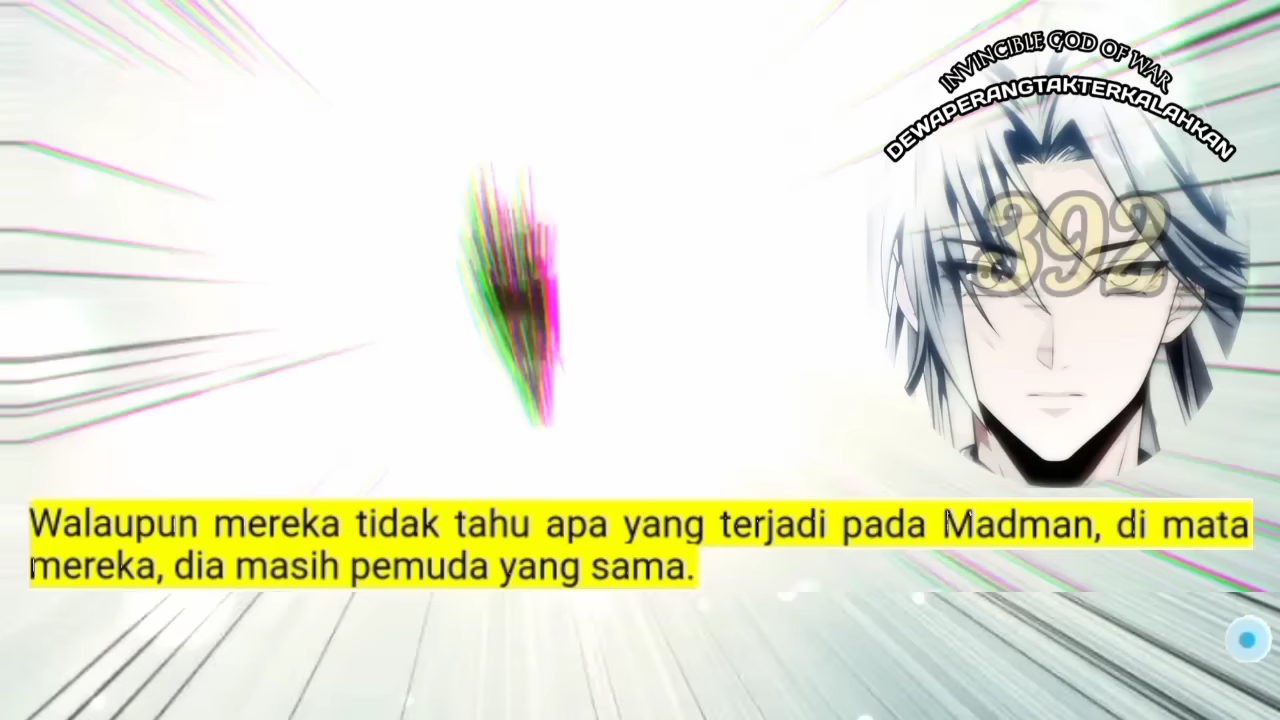 INVINCIBLE GOD OF WAR
DEWAPERANGTAKTERKALAHKAN
392
Walaupun mereka tidak tahu apa yang terjadi pada Madman, di mata
mereka, dia masih pemuda yang sama.